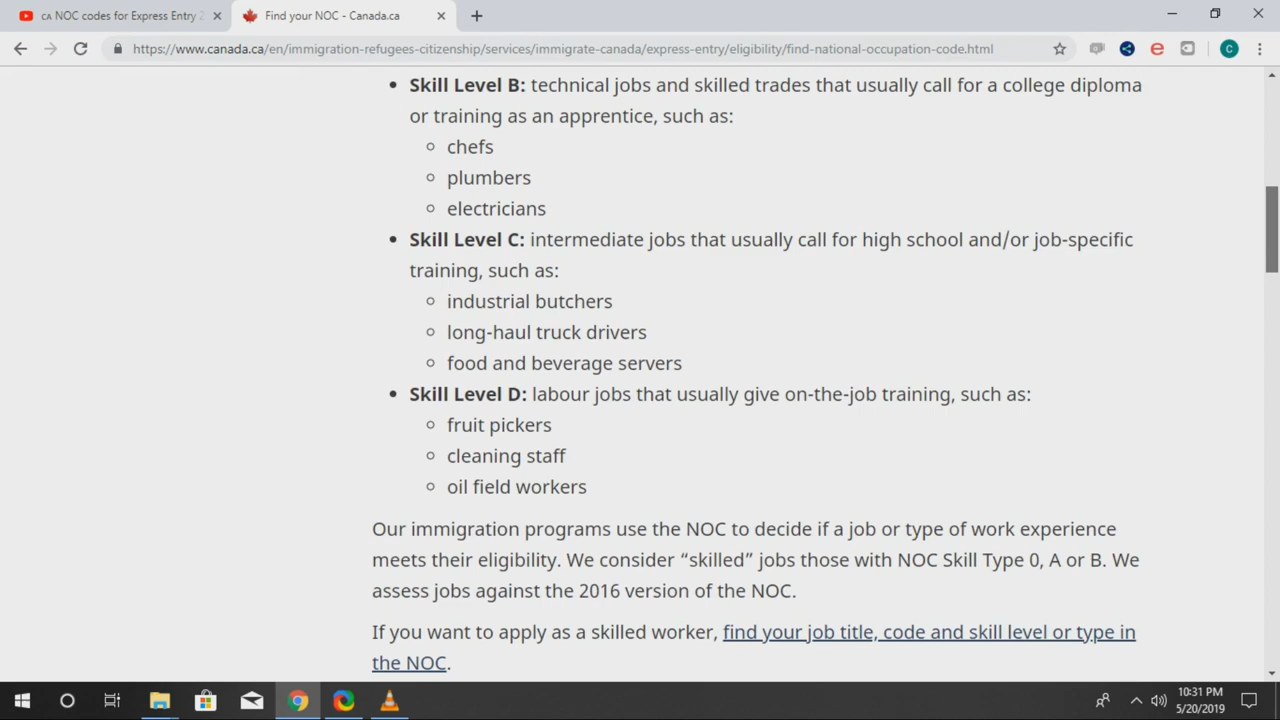 CA NOC codes for Express Entry 2
Find your NOC - Canada.ca
https://www.canada.ca/en/immigration-refugees-citizenship/services/immigrate-canada/express-entry/eligibility/find-national-occupation-code.html
C
Skill Level B: technical jobs and skilled trades that usually call for a college diploma
or training as an apprentice, such as:
chefs
plumbers
electricians
Skill Level C: intermediate jobs that usually call for high school and/or job-specific
training, such as:
industrial butchers
long-haul truck drivers
food and beverage servers
Skill Level D: labour jobs that usually give on-the-job training, such as:
fruit pickers
cleaning staff
oil field workers
Our immigration programs use the NOC to decide if a job or type of work experience
meets their eligibility. We consider “skilled” jobs those with NOC Skill Type 0, A or B. We
assess jobs against the 2016 version of the NOC.
If you want to apply as a skilled worker, find your job title, code and skill level or type in
the NOC.
10:31 PM
5/20/2019